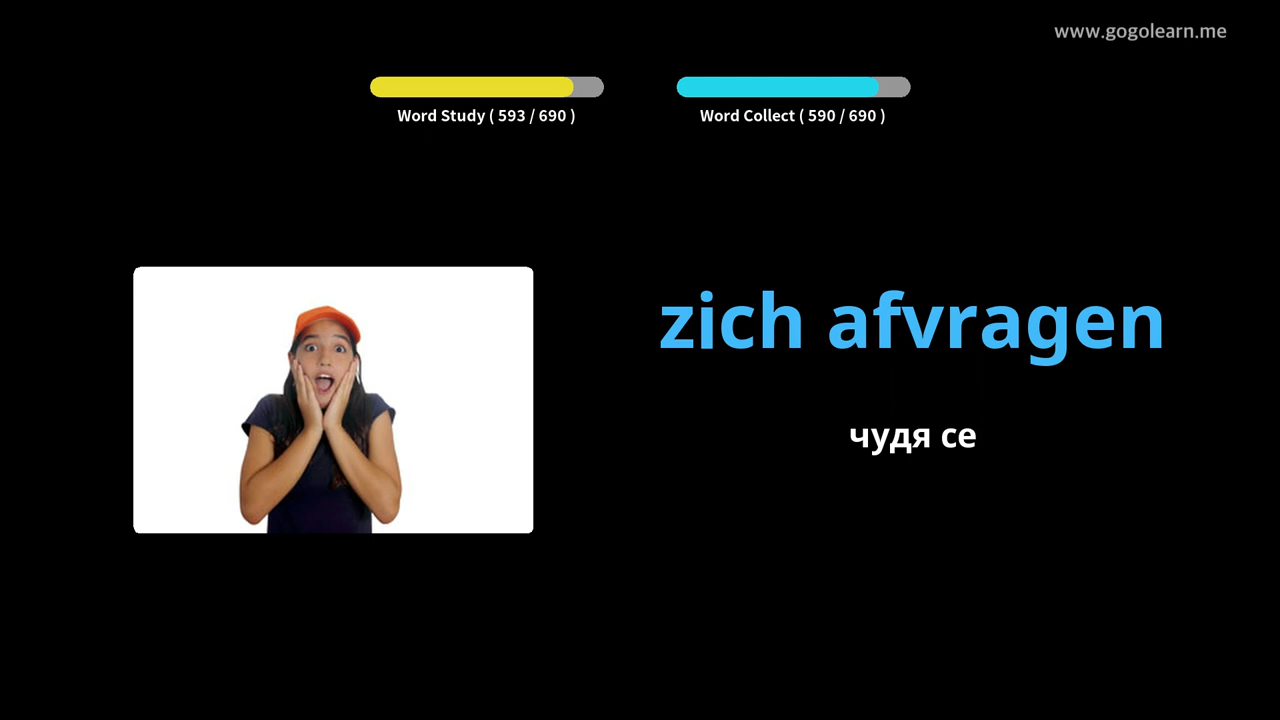 www.gogolearn.me
Word Study ( 593 / 690 )
Word Collect ( 590 / 690 )
zich afvragen
чудя се